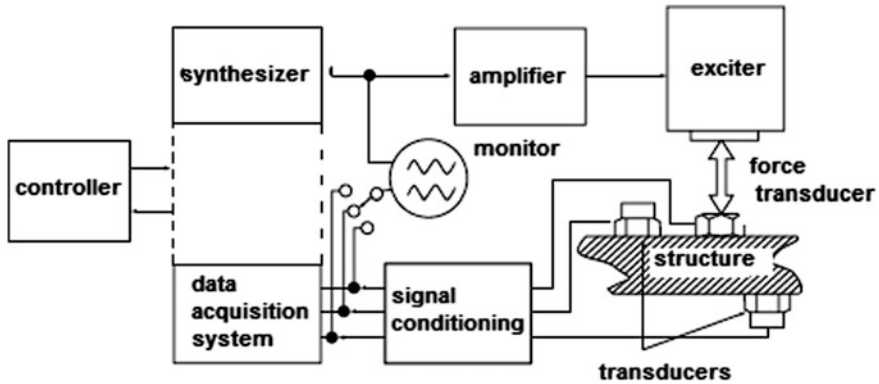 synthesizer
amplifier
exciter
monitor
force
transducer
controller
structure
data
acquisition
system
signal
conditioning
transducers